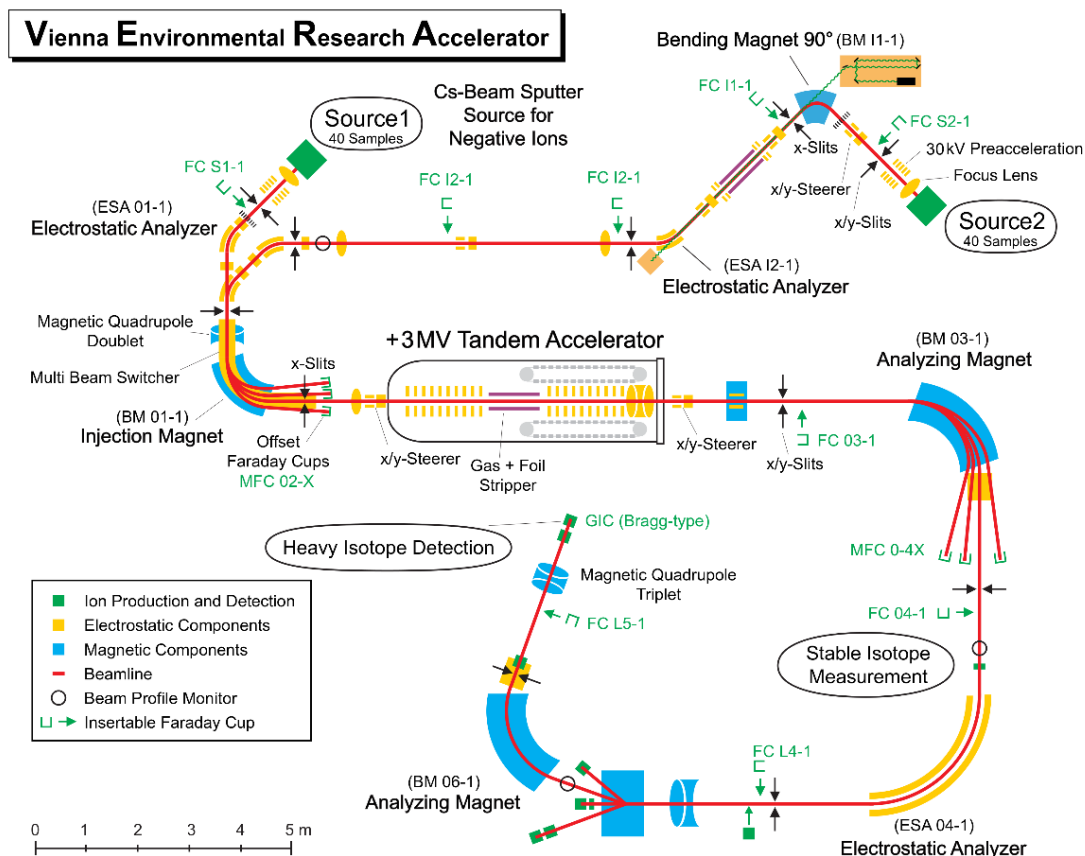 Vienna Environmental Research Accelerator
Bending Magnet 90° (BM I1-1)
Cs-Beam Sputter
Source for
Negative Ions
Source1
40 Samples
FC S1-1
FC I1-1
x-Slits
FC S2-1
30kV Preacceleration
Focus Lens
x/y-Steerer
x/y-Slits
Source2
40 Samples
(ESA 01-1)
Electrostatic Analyzer
FC I2-1
FC I2-1
(ESA I2-1)
Electrostatic Analyzer
Magnetic Quadrupole
Doublet
Multi Beam Switcher
(BM 01-1)
Injection Magnet
x-Slits
Offset
Faraday Cups
MFC 02-X
+3MV Tandem Accelerator
x/y-Steerer
Gas + Foil
Stripper
x/y-Steerer
x/y-Slits
FC 03-1
(BM 03-1)
Analyzing Magnet
MFC 0-4X
FC 04-1
Stable Isotope
Measurement
GIC (Bragg-type)
Heavy Isotope Detection
Magnetic Quadrupole
Triplet
FC L5-1
Ion Production and Detection
Electrostatic Components
Magnetic Components
Beamline
Beam Profile Monitor
Insertable Faraday Cup
(BM 06-1)
Analyzing Magnet
FC L4-1
(ESA 04-1)
Electrostatic Analyzer
0 1 2 3 4 5 m